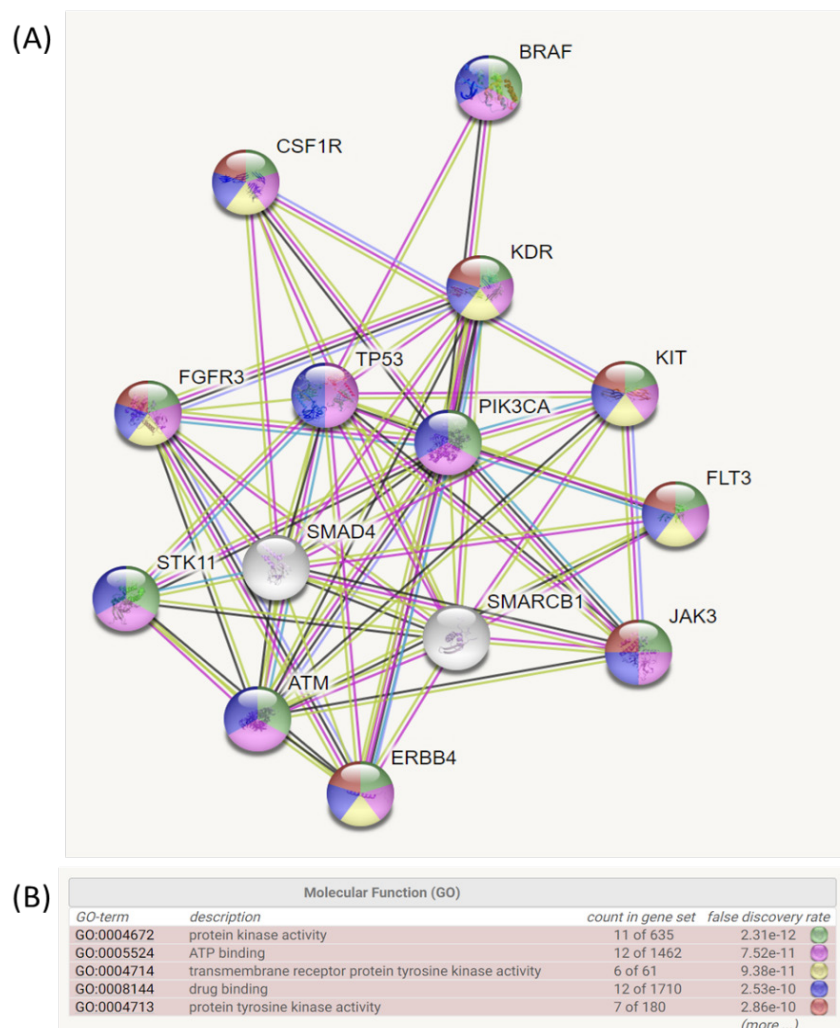 (A)
BRAF
CSF1R
KDR
TP53
KIT
FGFR3
PIK3CA
FLT3
SMAD4
STK11
SMARCB1
JAK3
ATM
ERBB4
(B)
Molecular Function (GO)
GO-term description count in gene set false discovery rate
GO:0004672 protein kinase activity 11 of 635 2.31e-12
GO:0005524 ATP binding 12 of 1462 7.52e-11
GO:0004714 transmembrane receptor protein tyrosine kinase activity 6 of 61 9.38e-11
GO:0008144 drug binding 12 of 1710 2.53e-10
GO:0004713 protein tyrosine kinase activity 7 of 180 2.86e-10
(more ...)